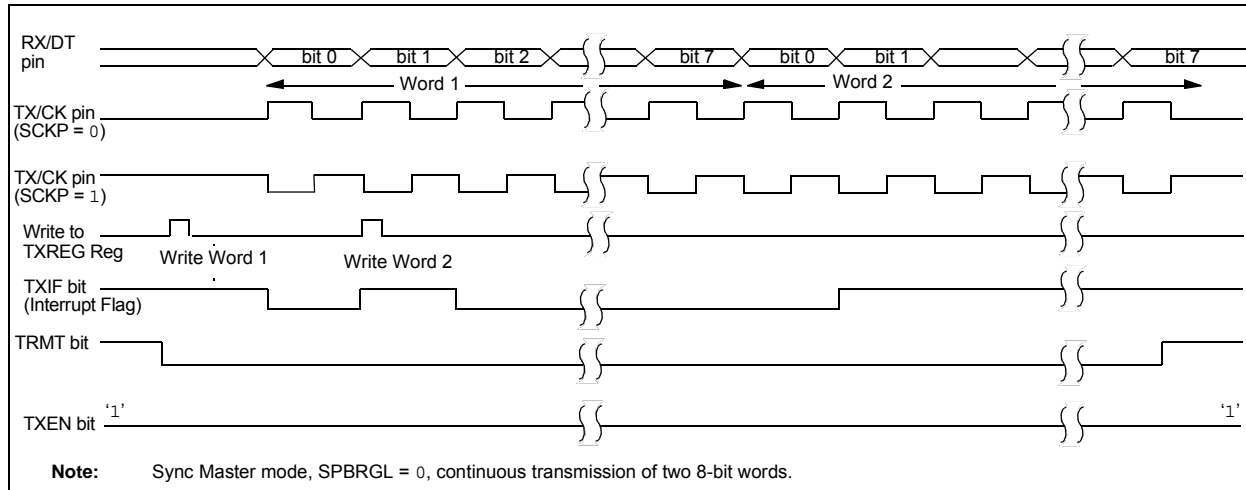 RX/DT
pin
bit 0 bit 1 bit 2 bit 7 bit 0 bit 1 bit 7
Word 1 Word 2
TX/CK pin
(SCKP = 0)
TX/CK pin
(SCKP = 1)
Write to
TXREG Reg
Write Word 1 Write Word 2
TXIF bit
(Interrupt Flag)
TRMT bit
TXEN bit ‘1’ ‘1’
Note: Sync Master mode, SPBRGL = 0, continuous transmission of two 8-bit words.